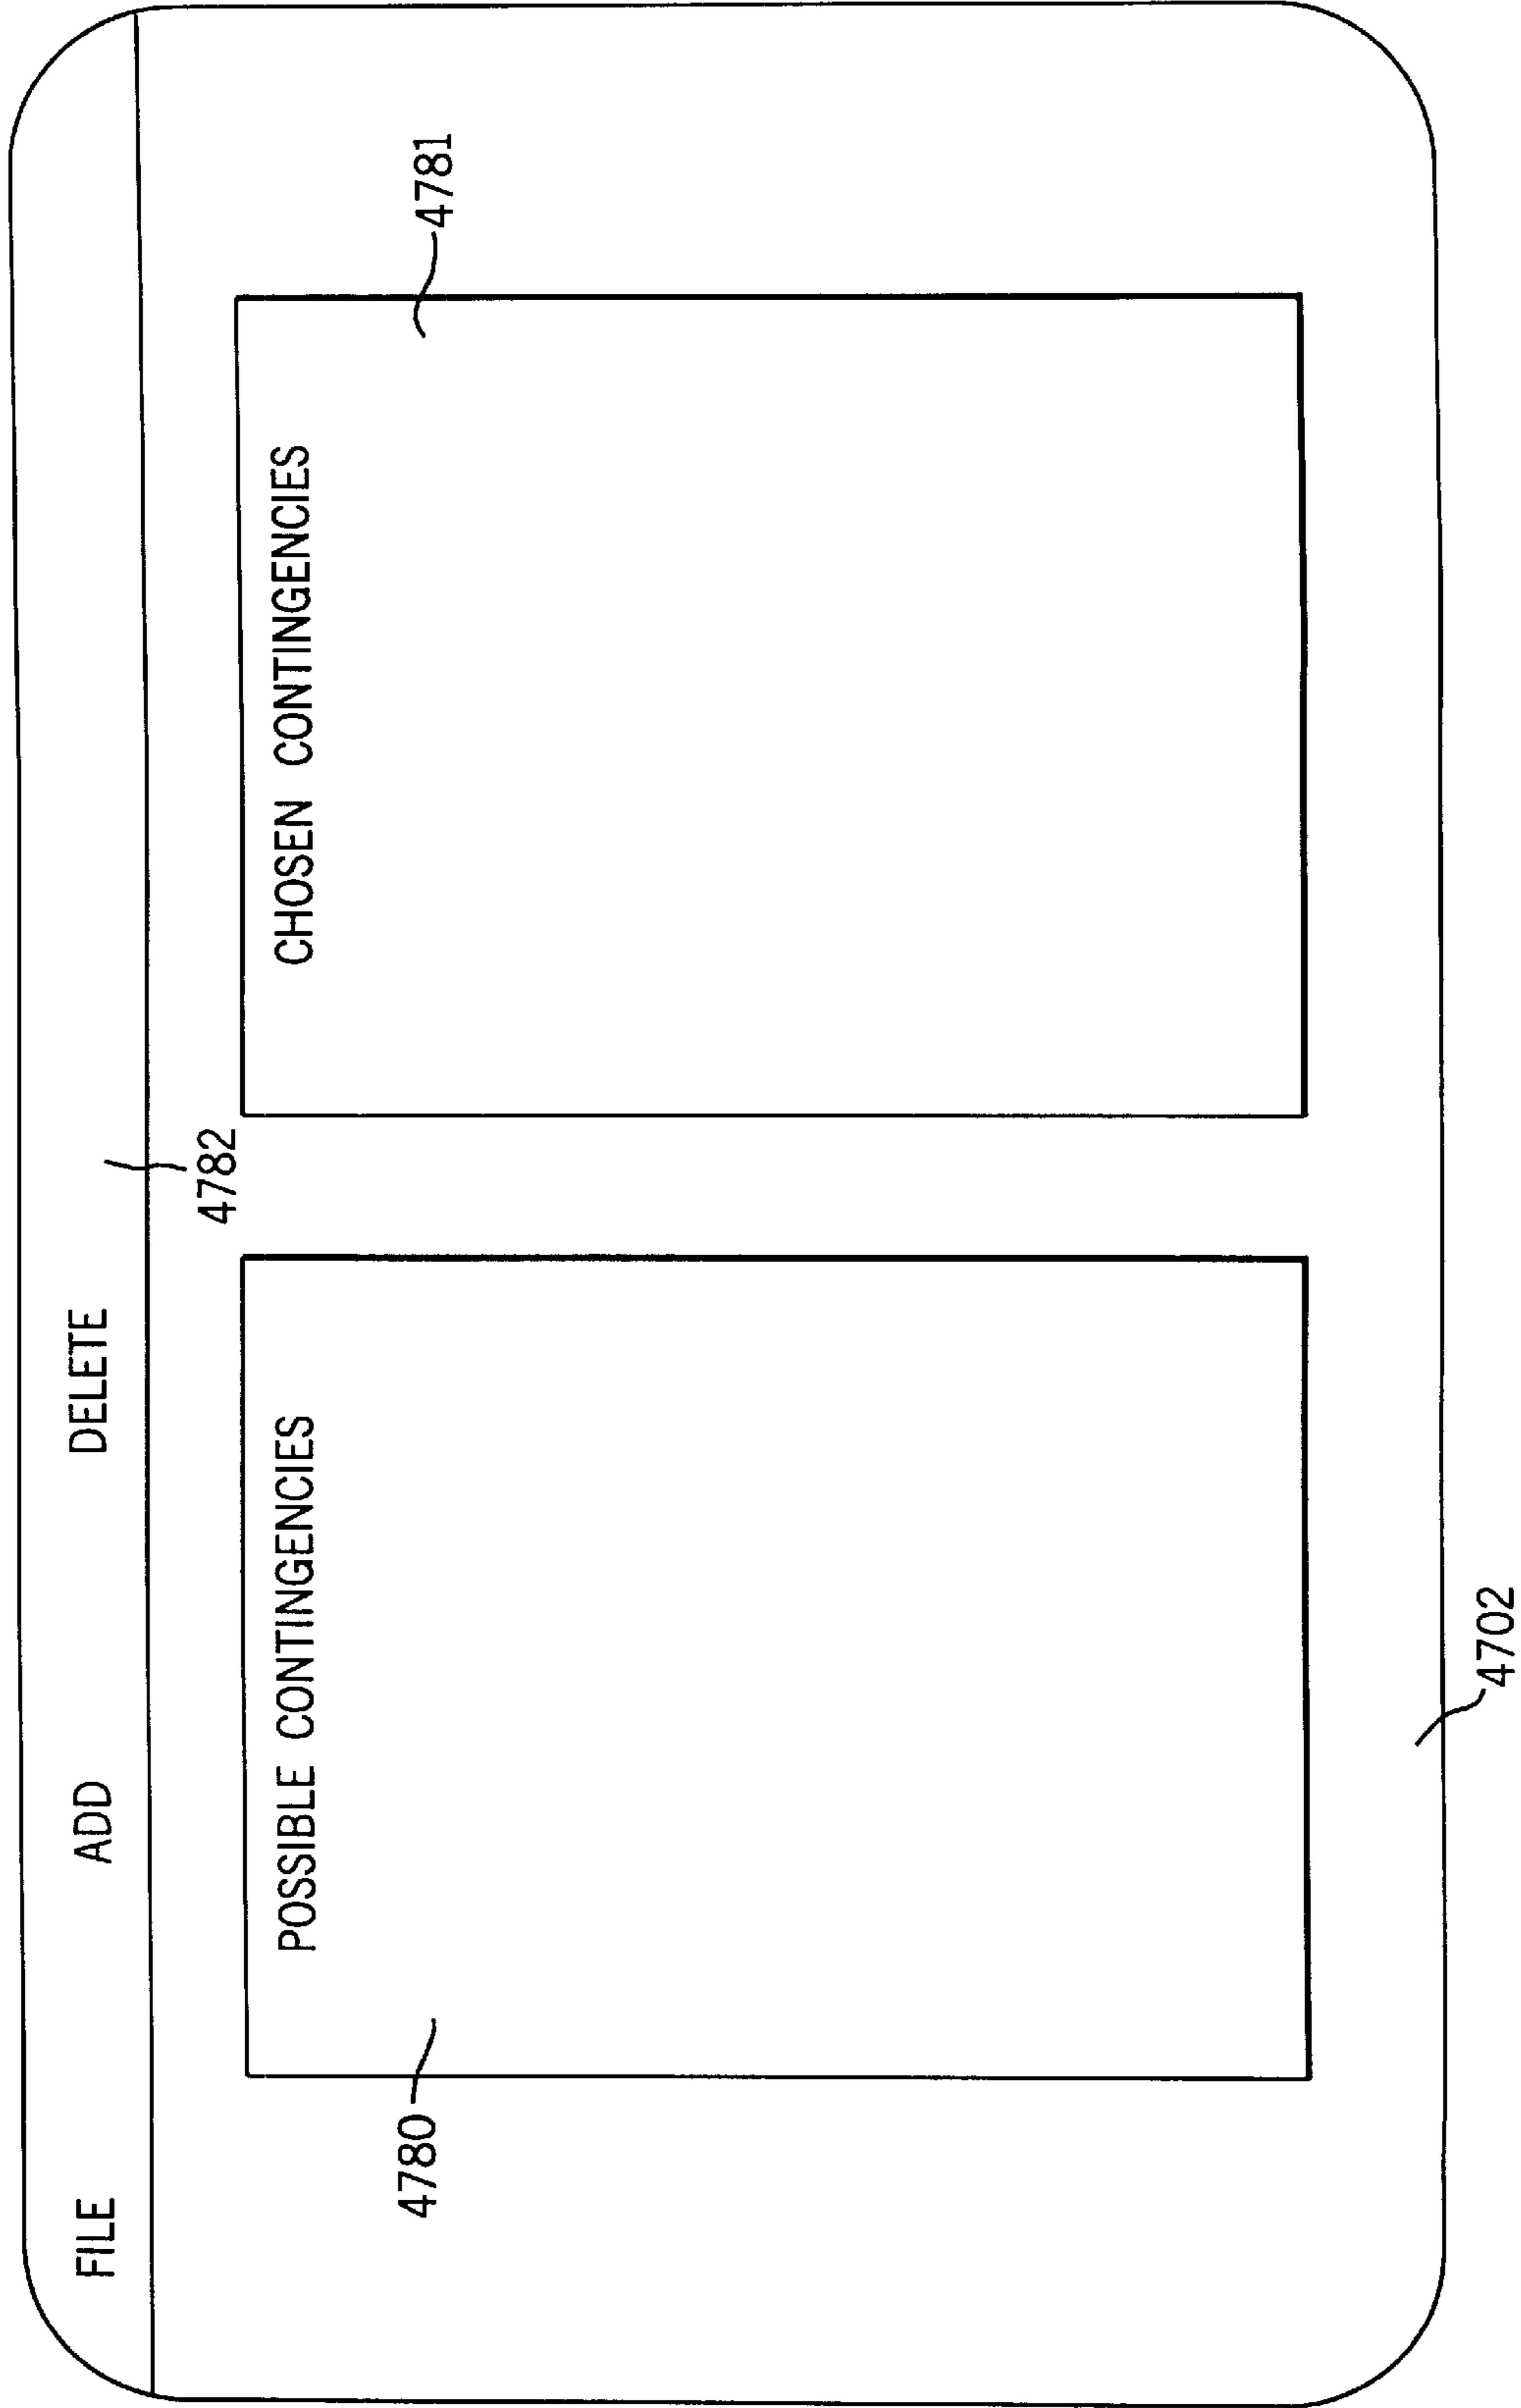 FILE ADD DELETE
4782
POSSIBLE CONTINGENCIES
CHOSEN CONTINGENCIES
4780
4781
4702